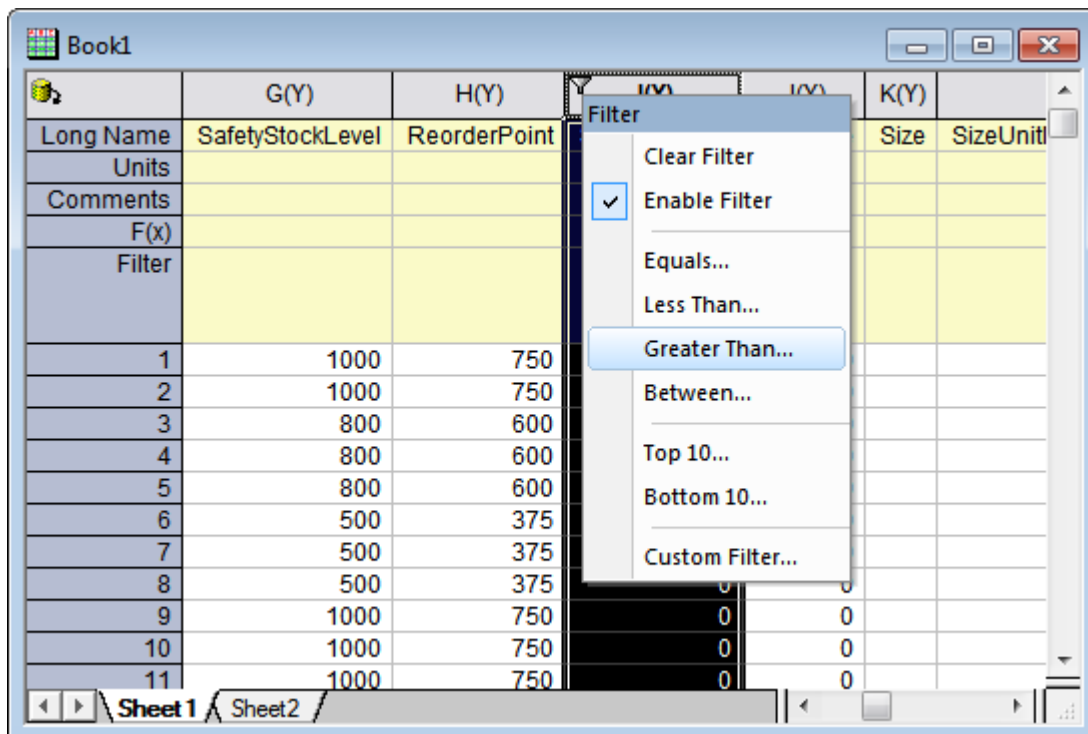 Book1
G(Y) H(Y) I(Y) J(Y) K(Y)
Long Name SafetyStockLevel ReorderPoint Size SizeUnit
Units
Comments
F(x)
Filter
Filter
Clear Filter
Enable Filter
Equals...
Less Than...
Greater Than...
Between...
Top 10...
Bottom 10...
Custom Filter...
1 1000 750
2 1000 750
3 800 600
4 800 600
5 800 600
6 500 375
7 500 375
8 500 375 0 0
9 1000 750 0 0
10 1000 750 0 0
11 1000 750 0 0
Sheet1 Sheet2